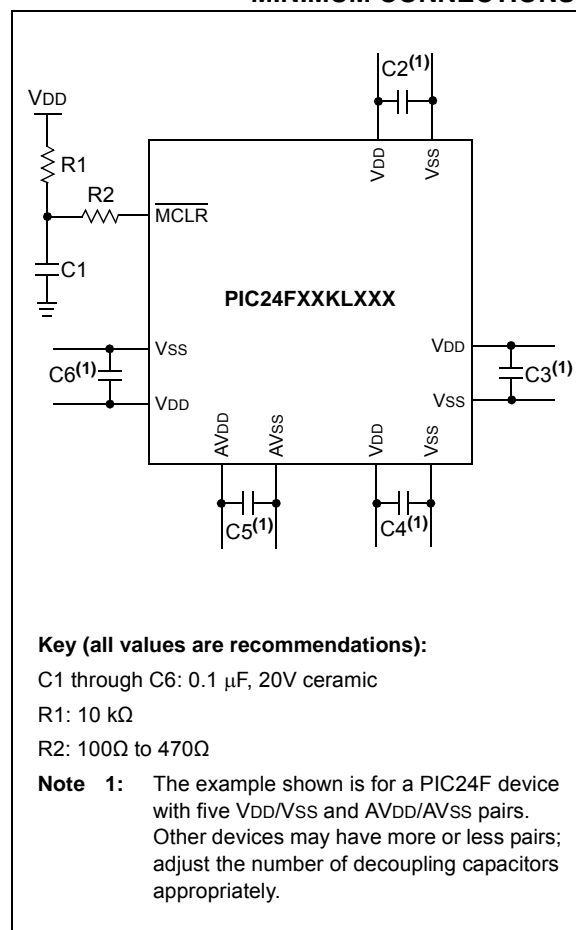 MINIMUM CONNECTIONS
C2(1)
VDD
R1
R2
VDD
VSS
MCLR
C1
PIC24FXXKLXXX
VSS
VDD
C6(1)
C3(1)
VDD
VSS
AVDD
AVSS
VDD
VSS
C5(1)
C4(1)
Key (all values are recommendations):
C1 through C6: 0.1 μF, 20V ceramic
R1: 10 kΩ
R2: 100Ω to 470Ω
Note 1: The example shown is for a PIC24F device
with five VDD/VSS and AVDD/AVSS pairs.
Other devices may have more or less pairs;
adjust the number of decoupling capacitors
appropriately.